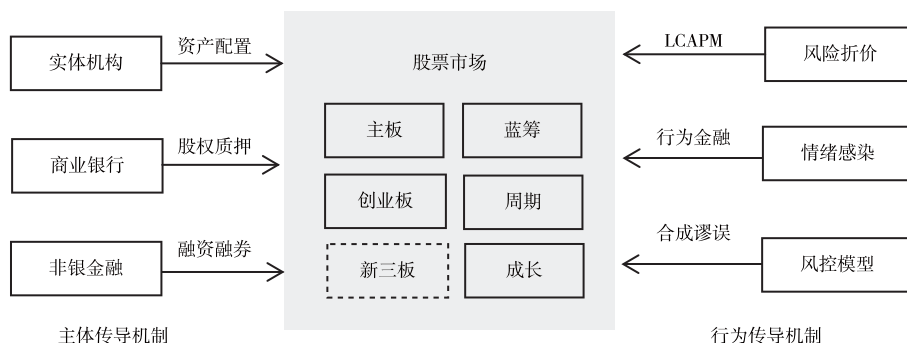 实体机构
资产配置
商业银行
股权质押
非银金融
融资融券
主体传导机制
股票市场
主板
蓝筹
创业板
周期
新三板
成长
LCAPM
风险折价
行为金融
情绪感染
合成谬误
风控模型
行为传导机制